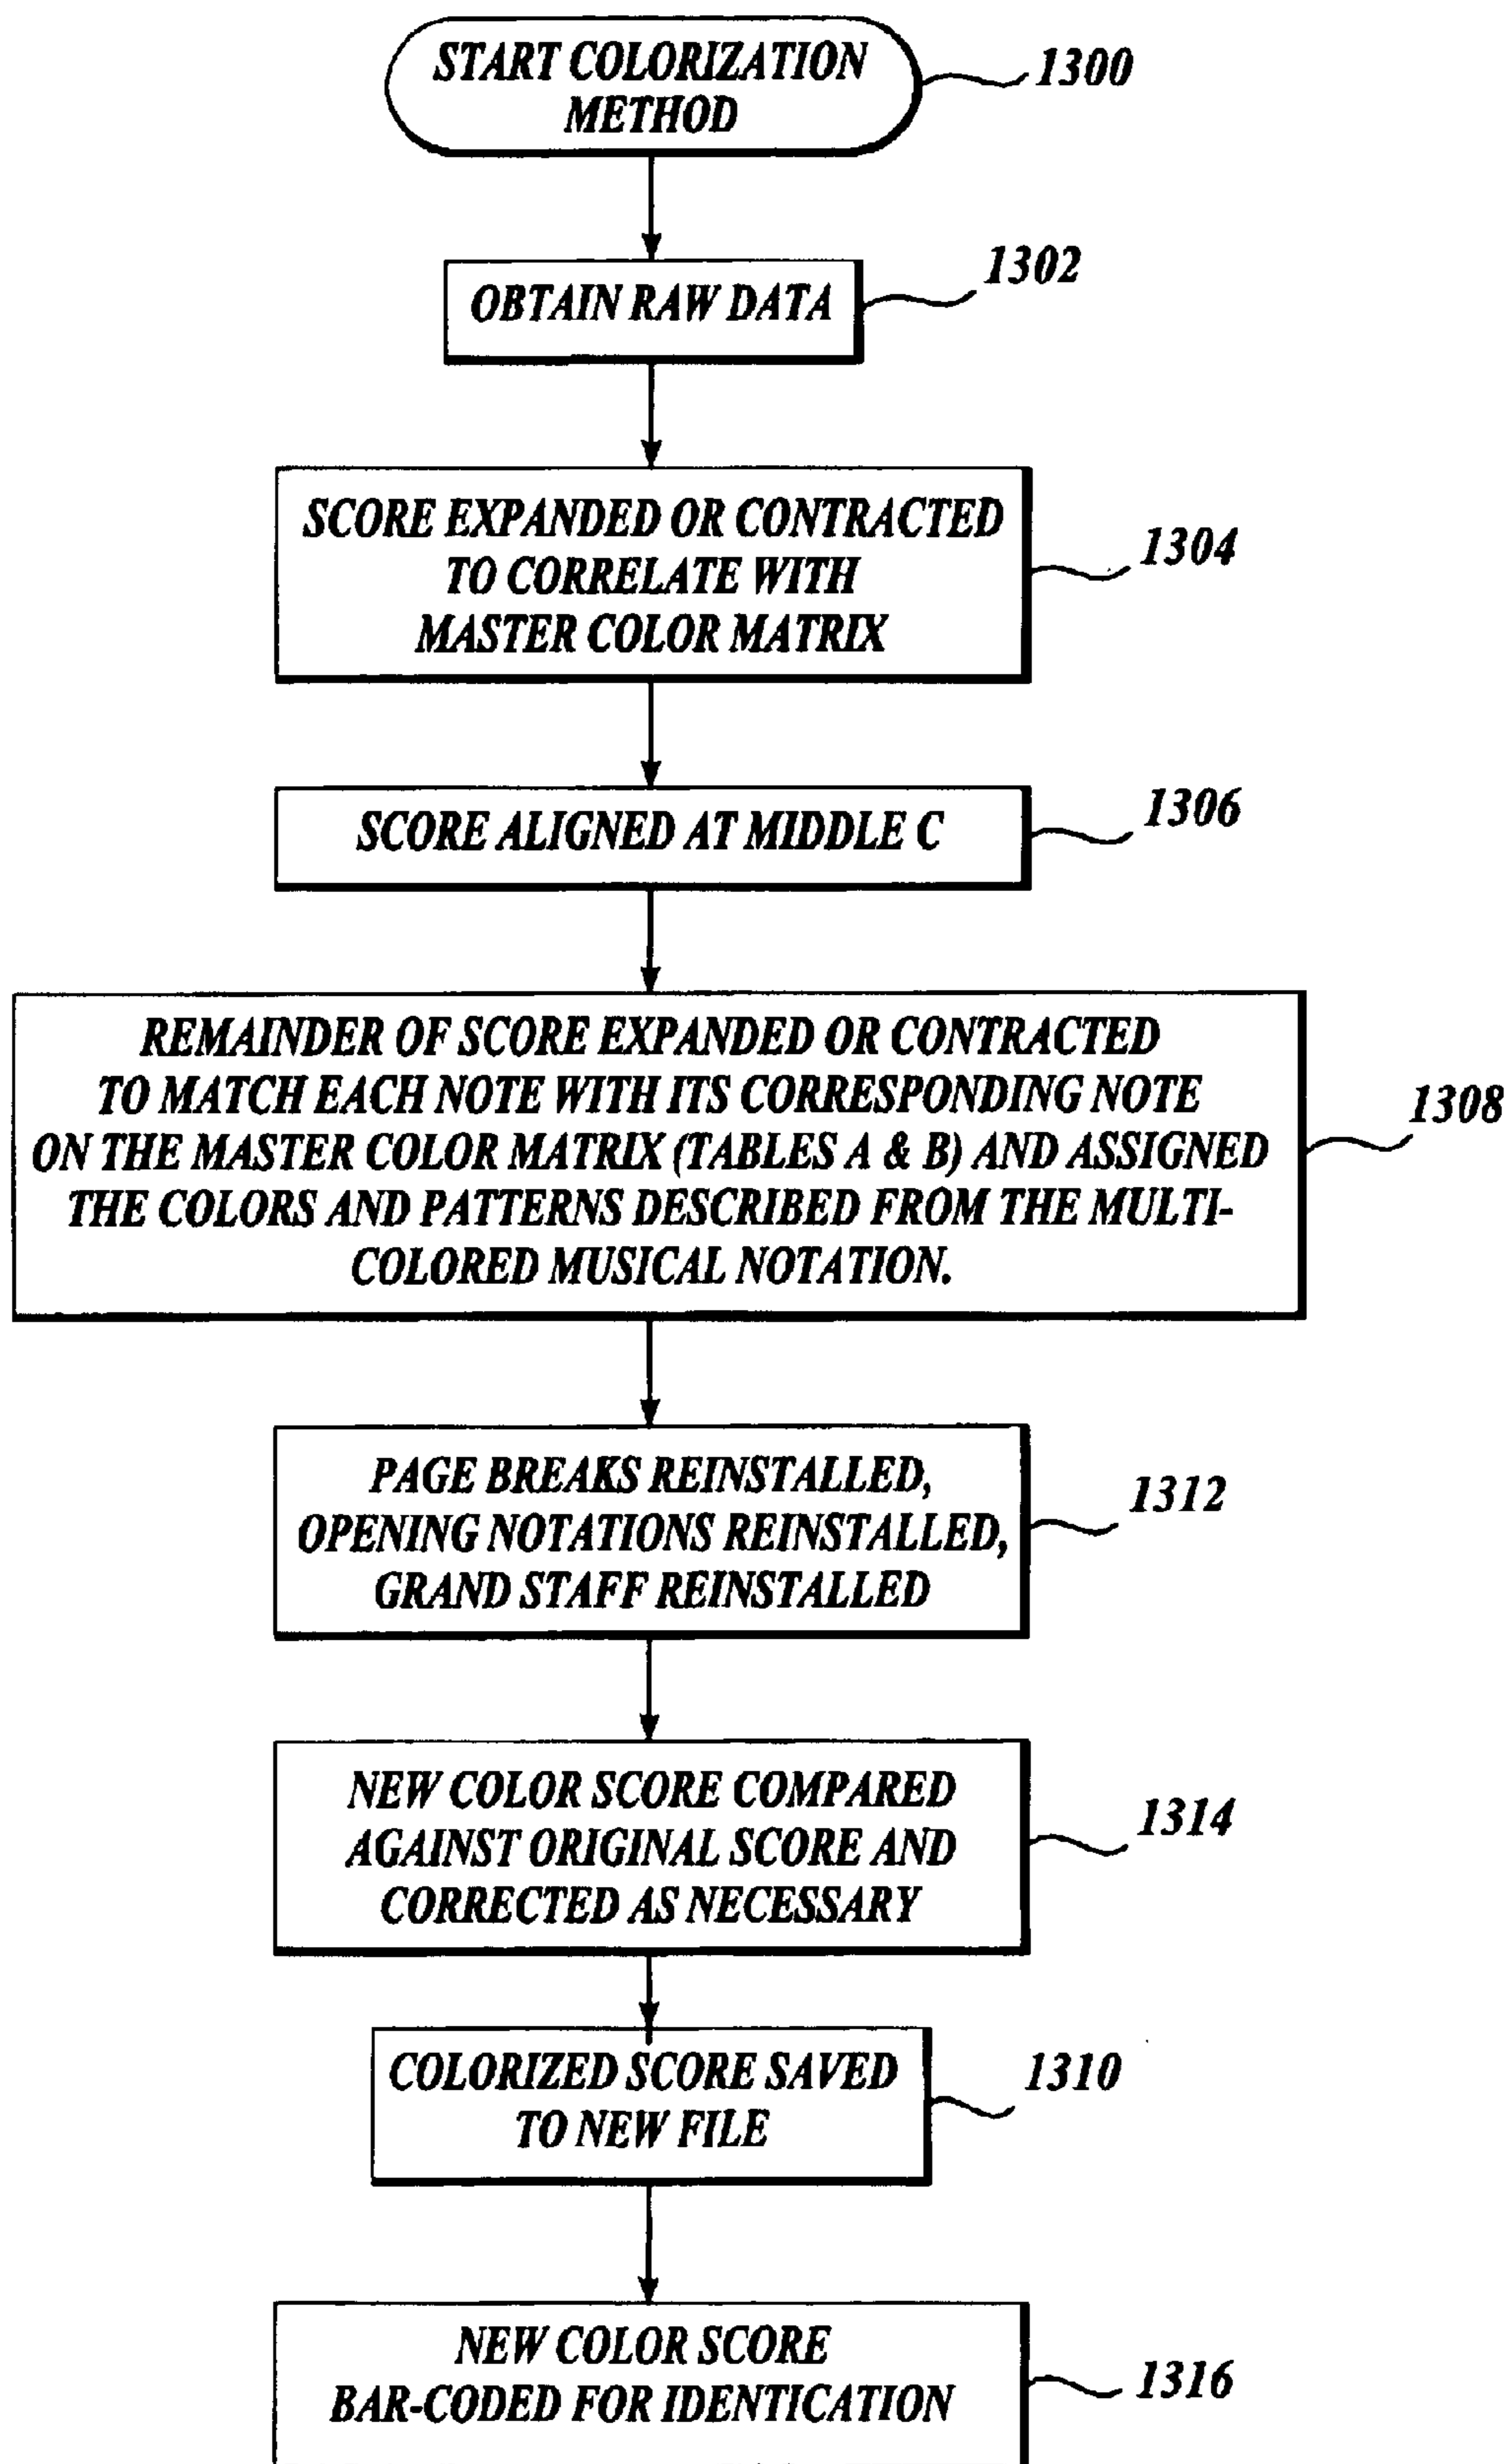 START COLORIZATION
METHOD
1300
OBTAIN RAW DATA
1302
SCORE EXPANDED OR CONTRACTED
TO CORRELATE WITH
MASTER COLOR MATRIX
1304
SCORE ALIGNED AT MIDDLE C
1306
REMAINDER OF SCORE EXPANDED OR CONTRACTED
TO MATCH EACH NOTE WITH ITS CORRESPONDING NOTE
ON THE MASTER COLOR MATRIX (TABLES A & B) AND ASSIGNED
THE COLORS AND PATTERNS DESCRIBED FROM THE MULTI-
COLORED MUSICAL NOTATION.
1308
PAGE BREAKS REINSTALLED,
OPENING NOTATIONS REINSTALLED,
GRAND STAFF REINSTALLED
1312
NEW COLOR SCORE COMPARED
AGAINST ORIGINAL SCORE AND
CORRECTED AS NECESSARY
1314
COLORIZED SCORE SAVED
TO NEW FILE
1310
NEW COLOR SCORE
BAR-CODED FOR IDENTICATION
1316